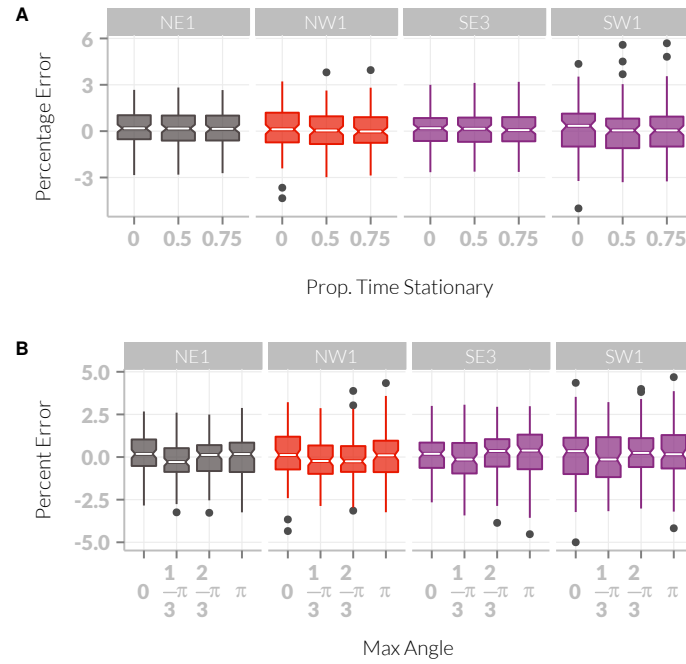 A
NE1 NW1 SE3 SW1
Percentage Error
6
3
0
-3
0 0.5 0.75 0 0.5 0.75 0 0.5 0.75 0 0.5 0.75
Prop. Time Stationary
B
NE1 NW1 SE3 SW1
Percent Error
5.0
2.5
0.0
-2.5
-5.0
0 1/3 π 2/3 π π 0 1/3 π 2/3 π π 0 1/3 π 2/3 π π 0 1/3 π 2/3 π π
Max Angle